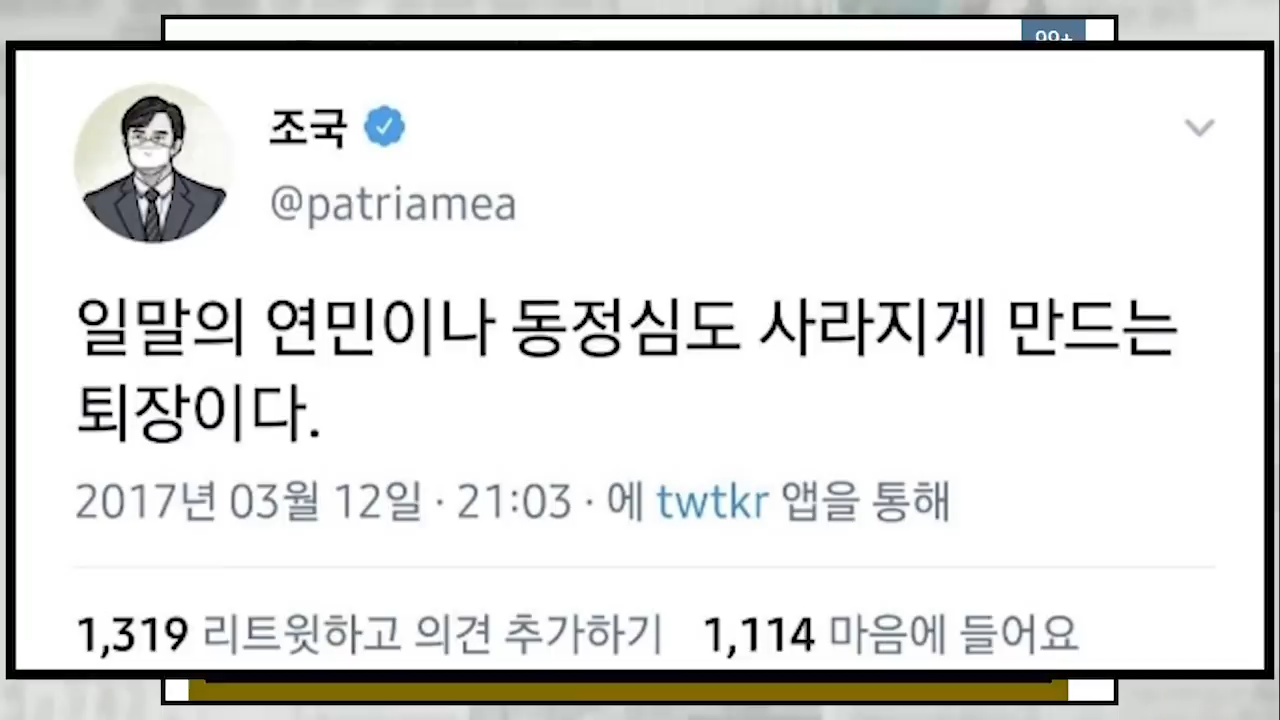 99+
조국
@patriamea
일말의 연민이나 동정심도 사라지게 만드는
퇴장이다.
2017년 03월 12일 · 21:03 · 에 twtkr 앱을 통해
1,319 리트윗하고 의견 추가하기 1,114 마음에 들어요